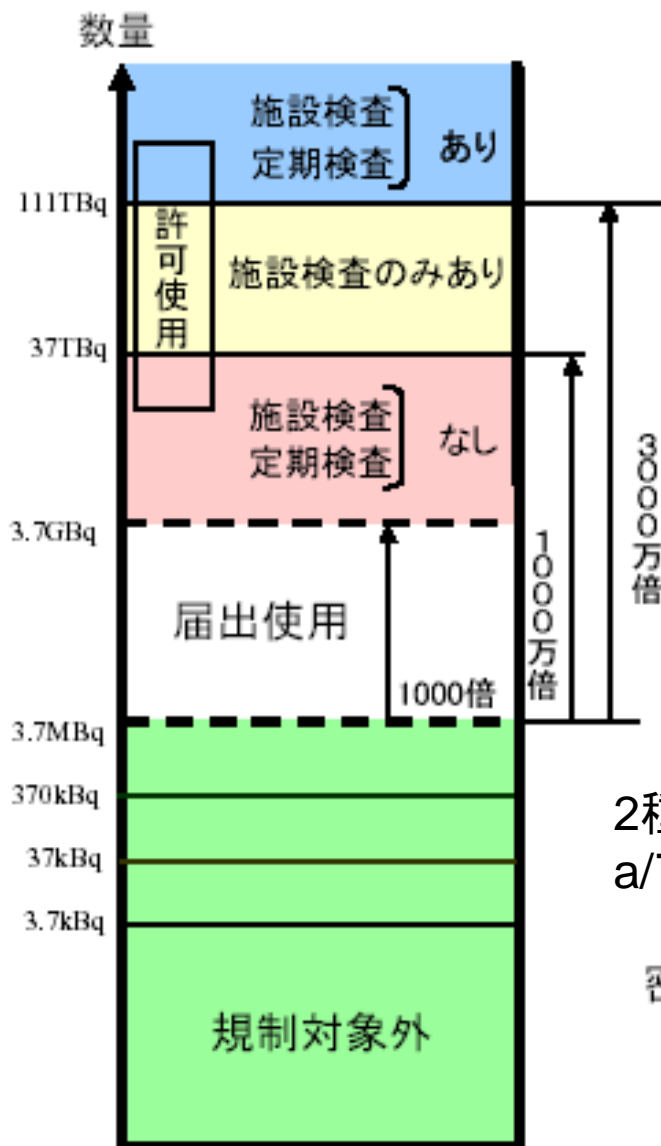 数量
施設検査
定期検査
あり
111TBq
許可使用
施設検査のみあり
37TBq
施設検査
定期検査
なし
3000万倍
3.7GBq
1000万倍
届出使用
1000倍
3.7MBq
370kBq
2種
a/
37kBq
3.7kBq
規制対象外